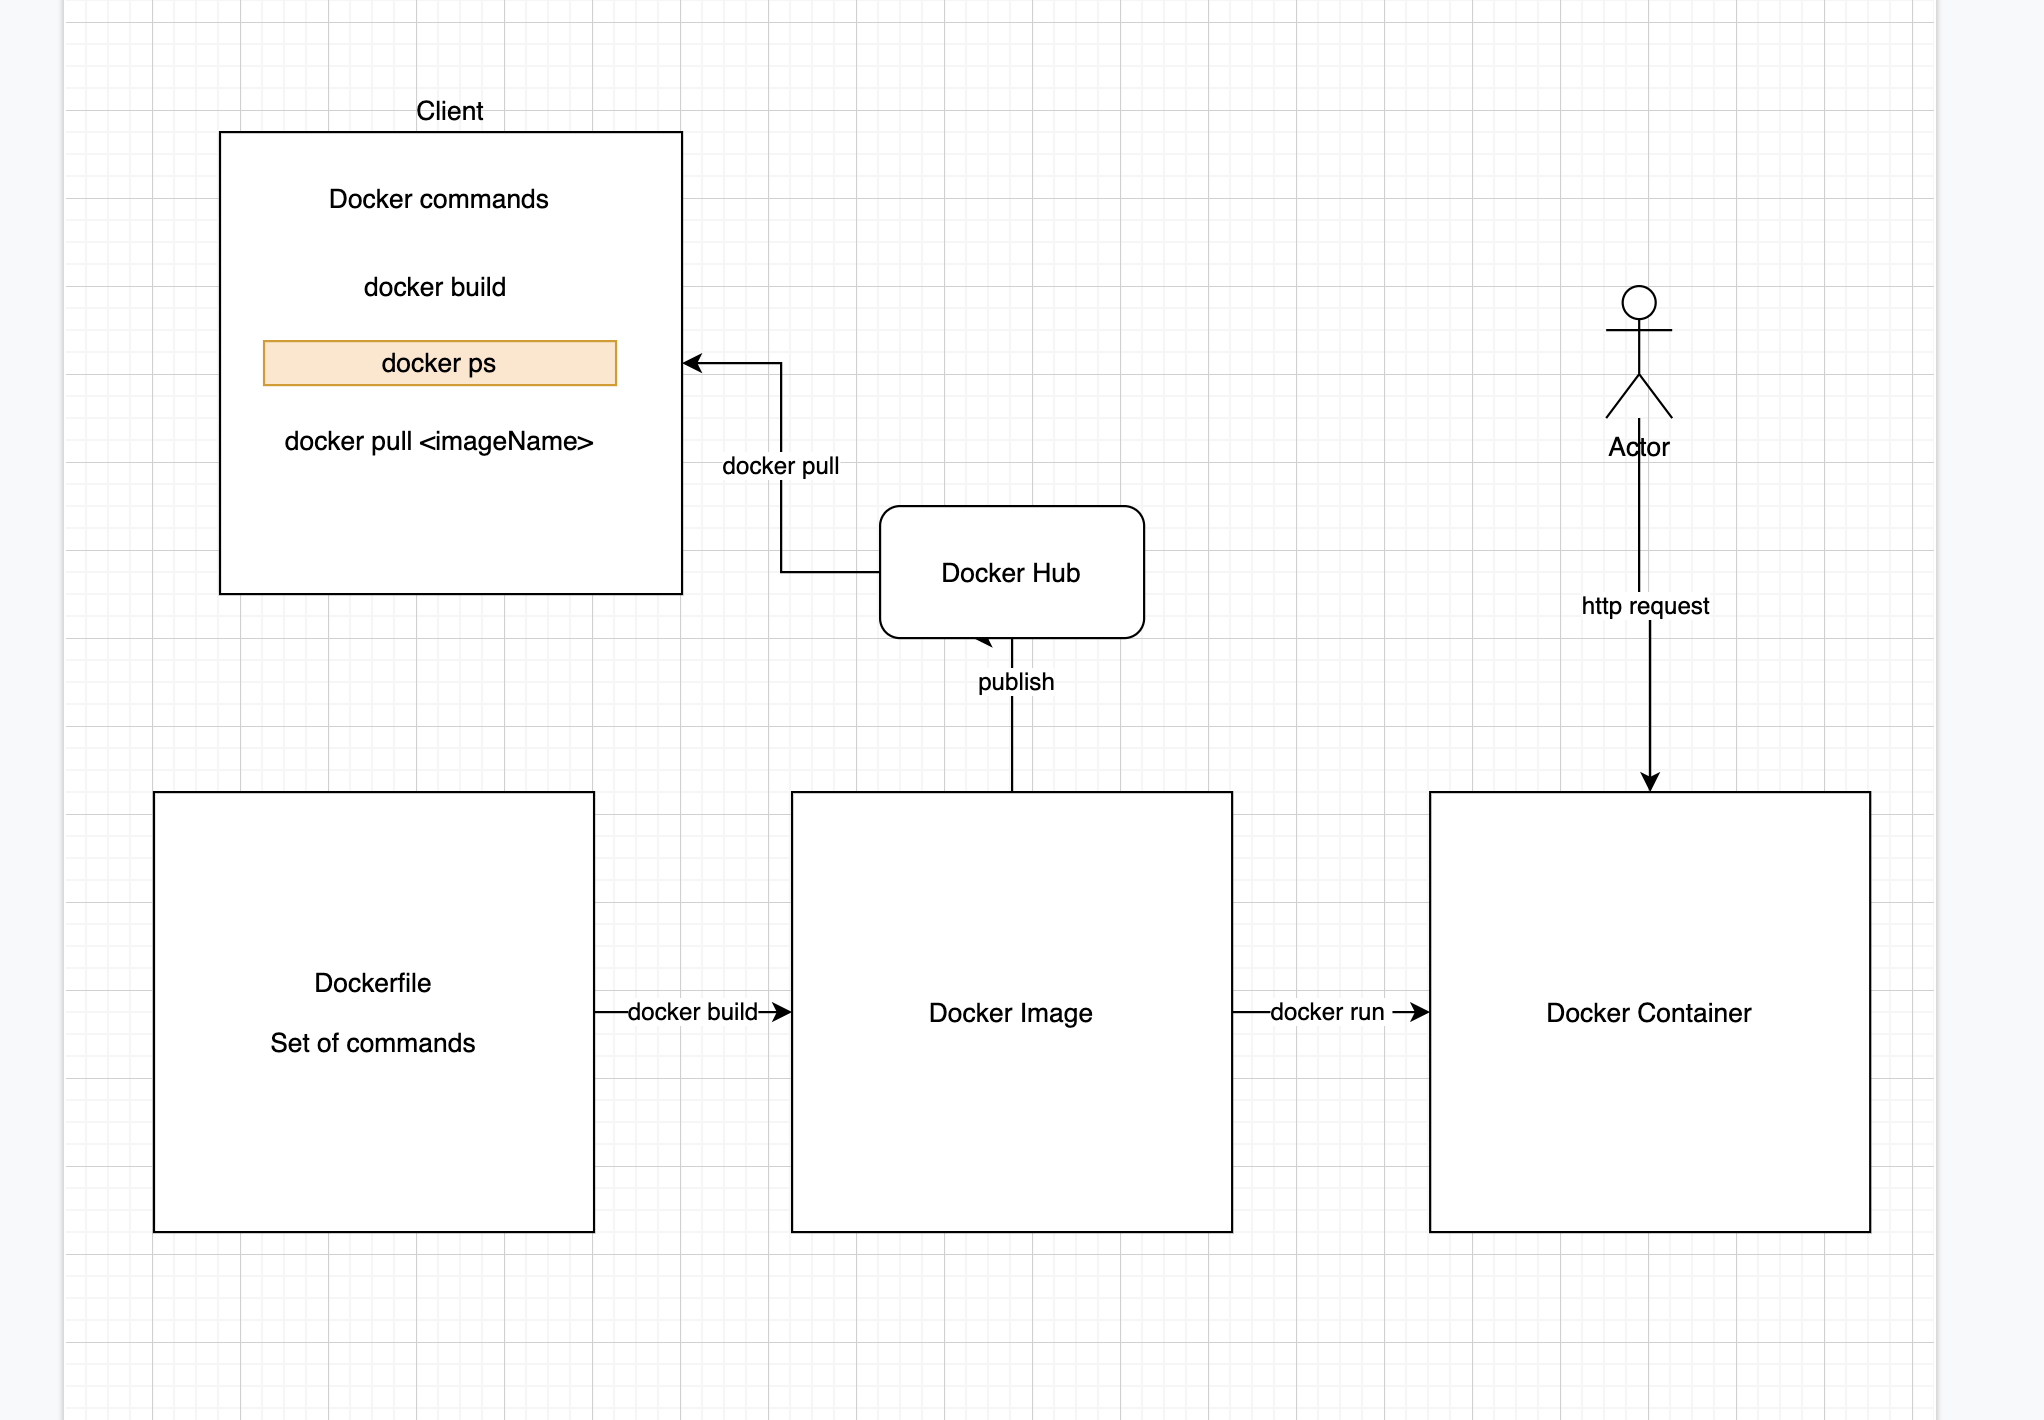 Client
Docker commands
docker build
docker ps
docker pull <imageName>
docker pull
Docker Hub
publish
Actor
http request
Dockerfile
Set of commands
docker build
Docker Image
docker run
Docker Container